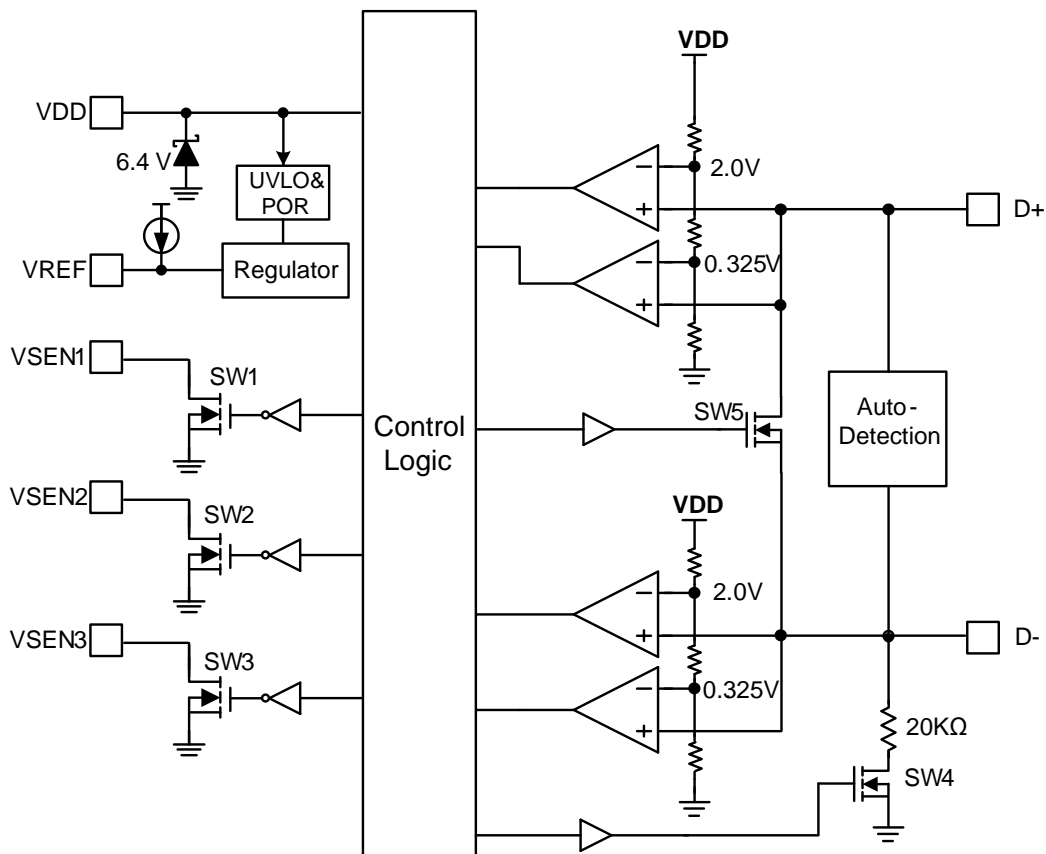 VDD
6.4 V
UVLO&
POR
VREF
Regulator
VSEN1
SW1
VSEN2
SW2
VSEN3
SW3
Control
Logic
VDD
2.0V
0.325V
D+
SW5
Auto-
Detection
VDD
2.0V
0.325V
D-
20KΩ
SW4